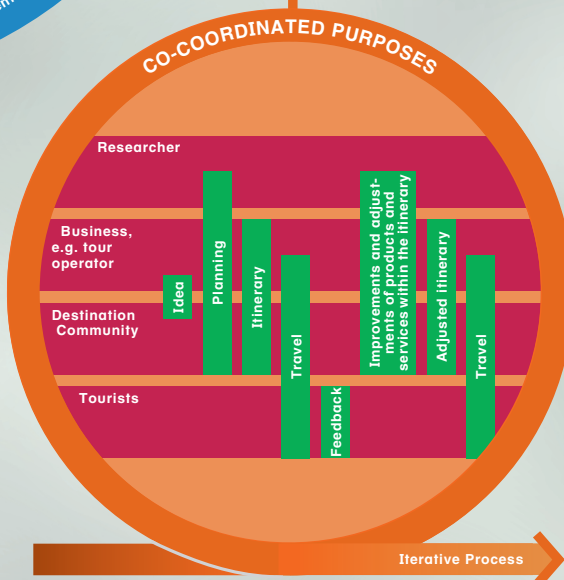 CO-COORDINATED PURPOSES
Researcher
Business,
e.g. tour
operator
Destination
Community
Tourists
Idea
Planning
Itinerary
Travel
Feedback
Improvements and adjust-
ments of products and
services within the itinerary
Adjusted itinerary
Travel
Iterative Process